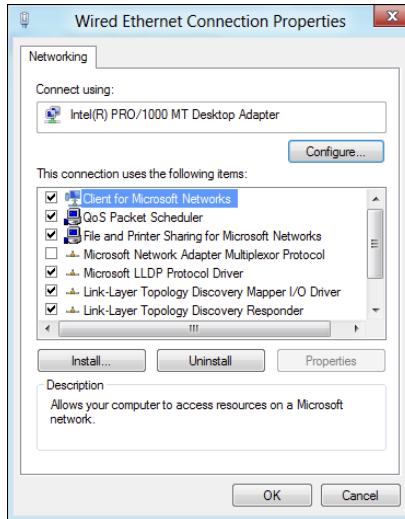 Wired Ethernet Connection Properties
Networking
Connect using:
Intel(R) PRO/1000 MT Desktop Adapter
Configure...
This connection uses the following items:
Client for Microsoft Networks
QoS Packet Scheduler
File and Printer Sharing for Microsoft Networks
Microsoft Network Adapter Multiplexor Protocol
Microsoft LLDP Protocol Driver
Link-Layer Topology Discovery Mapper I/O Driver
Link-Layer Topology Discovery Responder
Install...
Uninstall
Properties
Description
Allows your computer to access resources on a Microsoft
network.
OK
Cancel